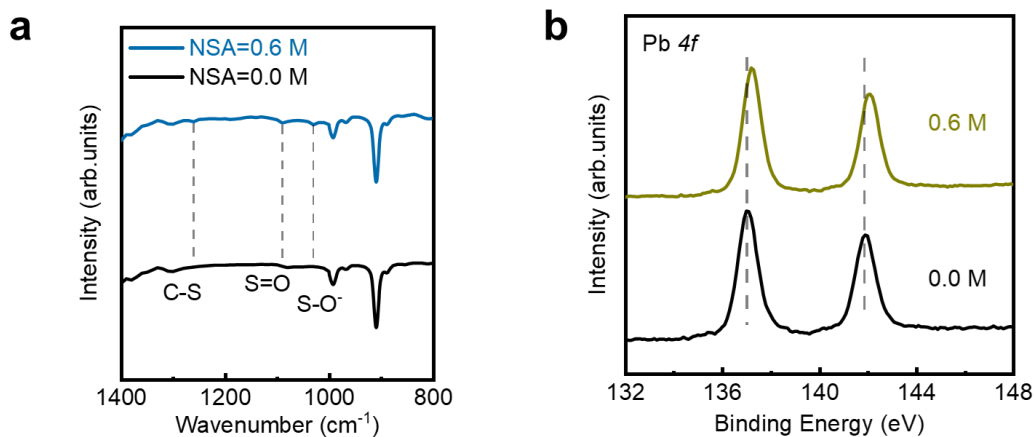 a
NSA=0.6 M
NSA=0.0 M
C-S
S=O
S-O⁻
Intensity (arb.units)
1400 1200 1000 800
Wavenumber (cm⁻¹)
b
Pb 4f
0.6 M
0.0 M
Intensity (arb.units)
132 136 140 144 148
Binding Energy (eV)